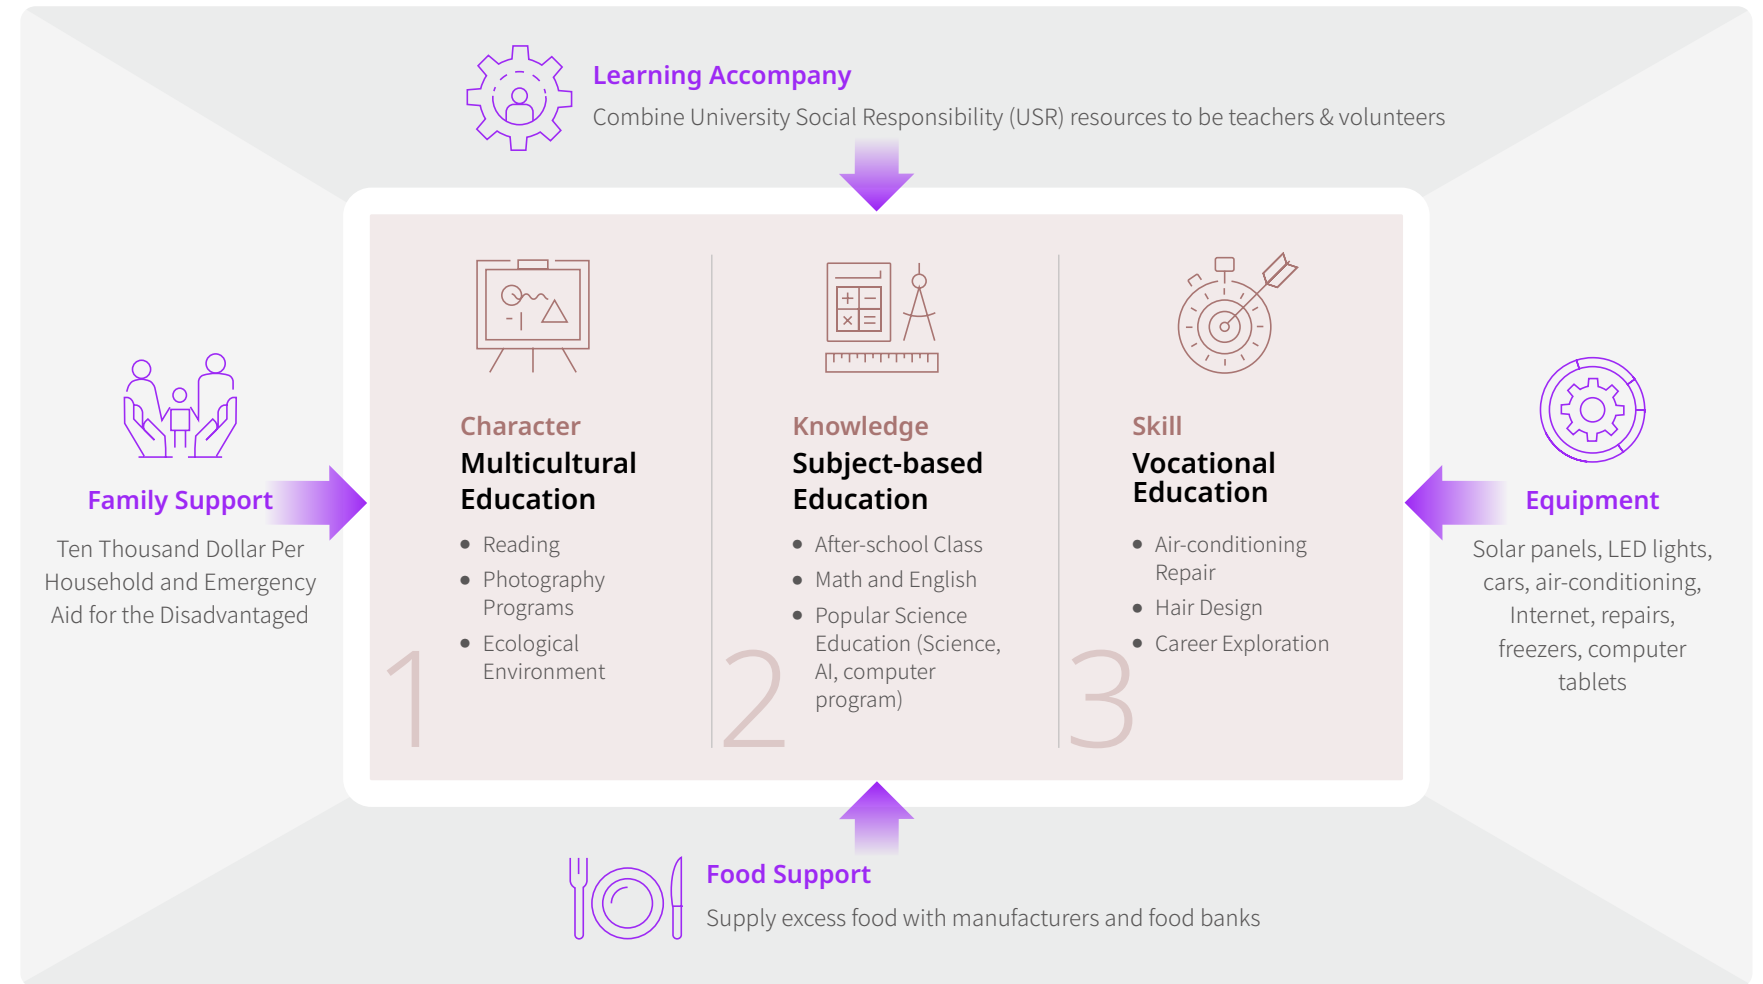 Learning Accompany
Combine University Social Responsibility (USR) resources to be teachers & volunteers
Family Support
Ten Thousand Dollar Per
Household and Emergency
Aid for the Disadvantaged
1
Character
Multicultural
Education
• Reading
• Photography
Programs
• Ecological
Environment
2
Knowledge
Subject-based
Education
• After-school Class
• Math and English
• Popular Science
Education (Science,
AI, computer
program)
3
Skill
Vocational
Education
• Air-conditioning
Repair
• Hair Design
• Career Exploration
Equipment
Solar panels, LED lights,
cars, air-conditioning,
Internet, repairs,
freezers, computer
tablets
Food Support
Supply excess food with manufacturers and food banks